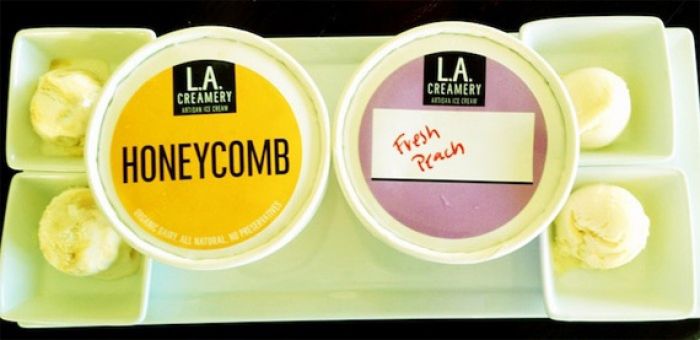 L.A.
CREAMERY
ARTISAN ICE CREAM
HONEYCOMB
ORGANIC DAIRY, ALL NATURAL, NO PRESERVATIVES
L.A.
CREAMERY
ARTISAN ICE CREAM
Fresh
Peach